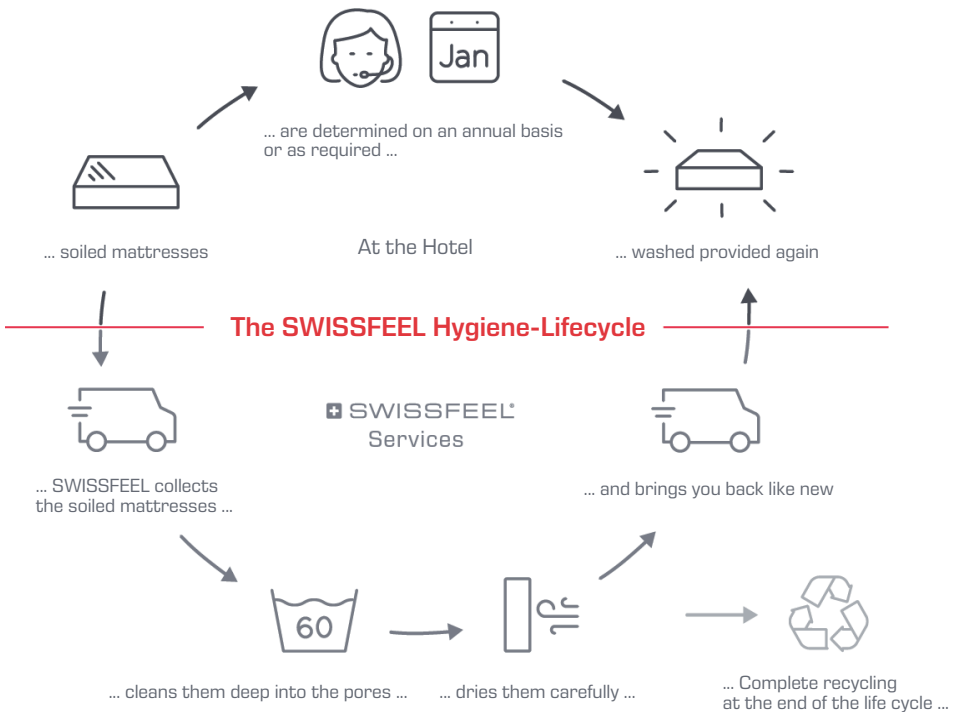 Jan
... are determined on an annual basis
or as required ...
... soiled mattresses
At the Hotel
... washed provided again
The SWISSFEEL Hygiene-Lifecycle
SWISSFEEL®
Services
... SWISSFEEL collects
the soiled mattresses ...
... and brings you back like new
60
... cleans them deep into the pores ...
... dries them carefully ...
... Complete recycling
at the end of the life cycle ...